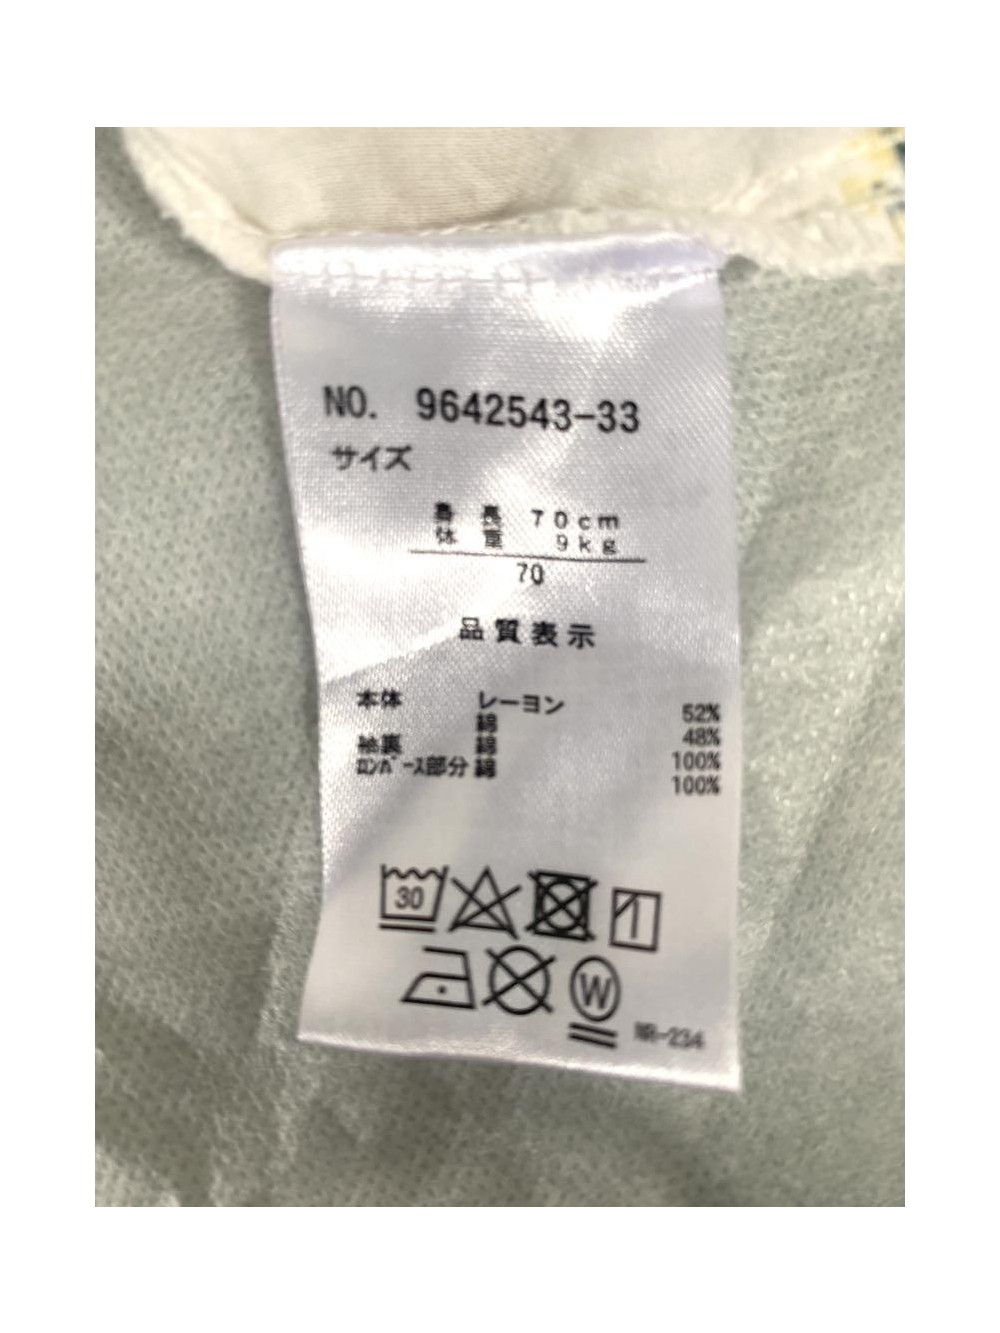 NO. 9642543-33
サイズ
身長 70cm
体重 9kg
70
品質表示
本体 レーヨン 52%
綿 48%
袖裏 綿 100%
ロンパース部分 綿 100%
30
W
NR-234